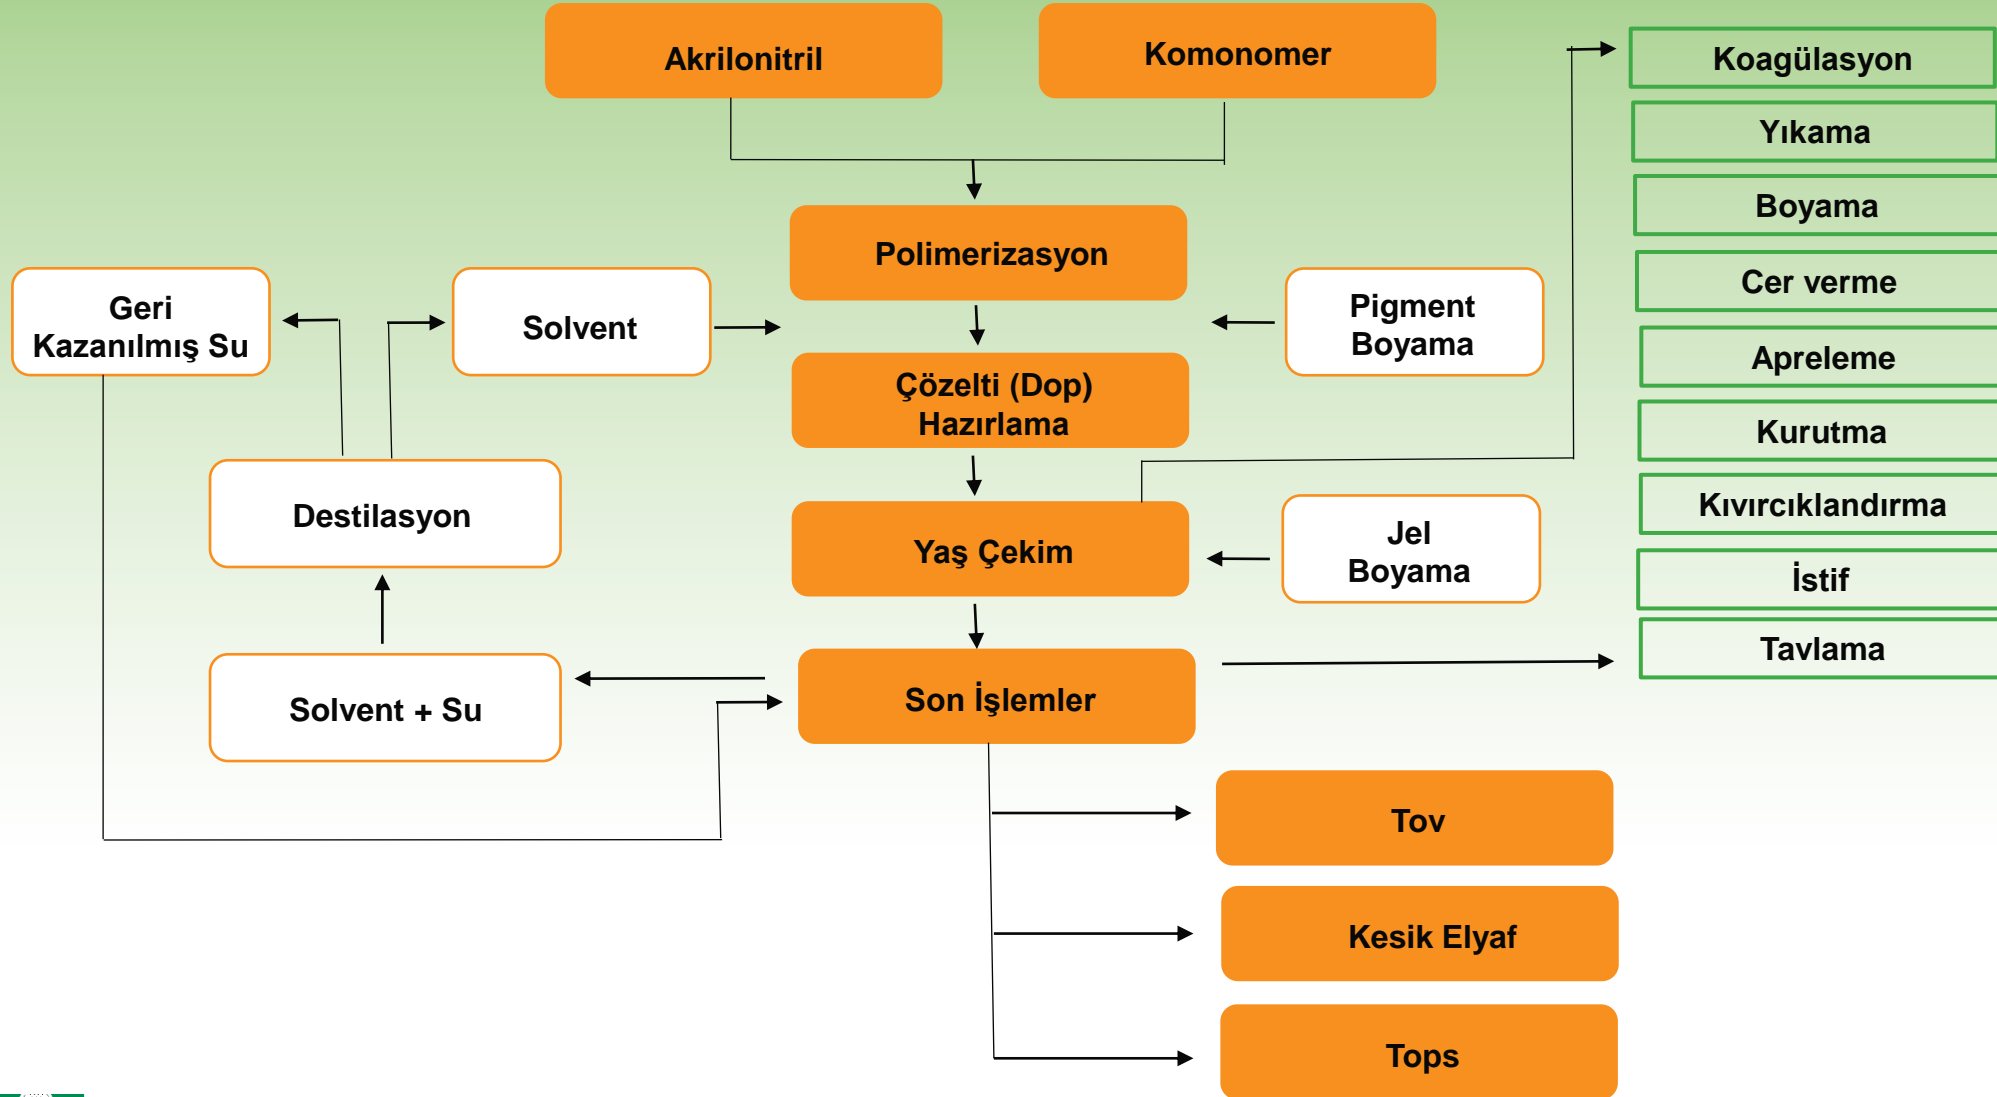 Akrilonitril
Komonomer
Polimerizasyon
Geri
Kazanılmış Su
Solvent
Pigment
Boyama
Çözelti (Dop)
Hazırlama
Destilasyon
Yaş Çekim
Jel
Boyama
Solvent + Su
Son İşlemler
Tov
Kesik Elyaf
Tops
Koagülasyon
Yıkama
Boyama
Cer verme
Apreleme
Kurutma
Kıvırcıklandırma
İstif
Tavlama